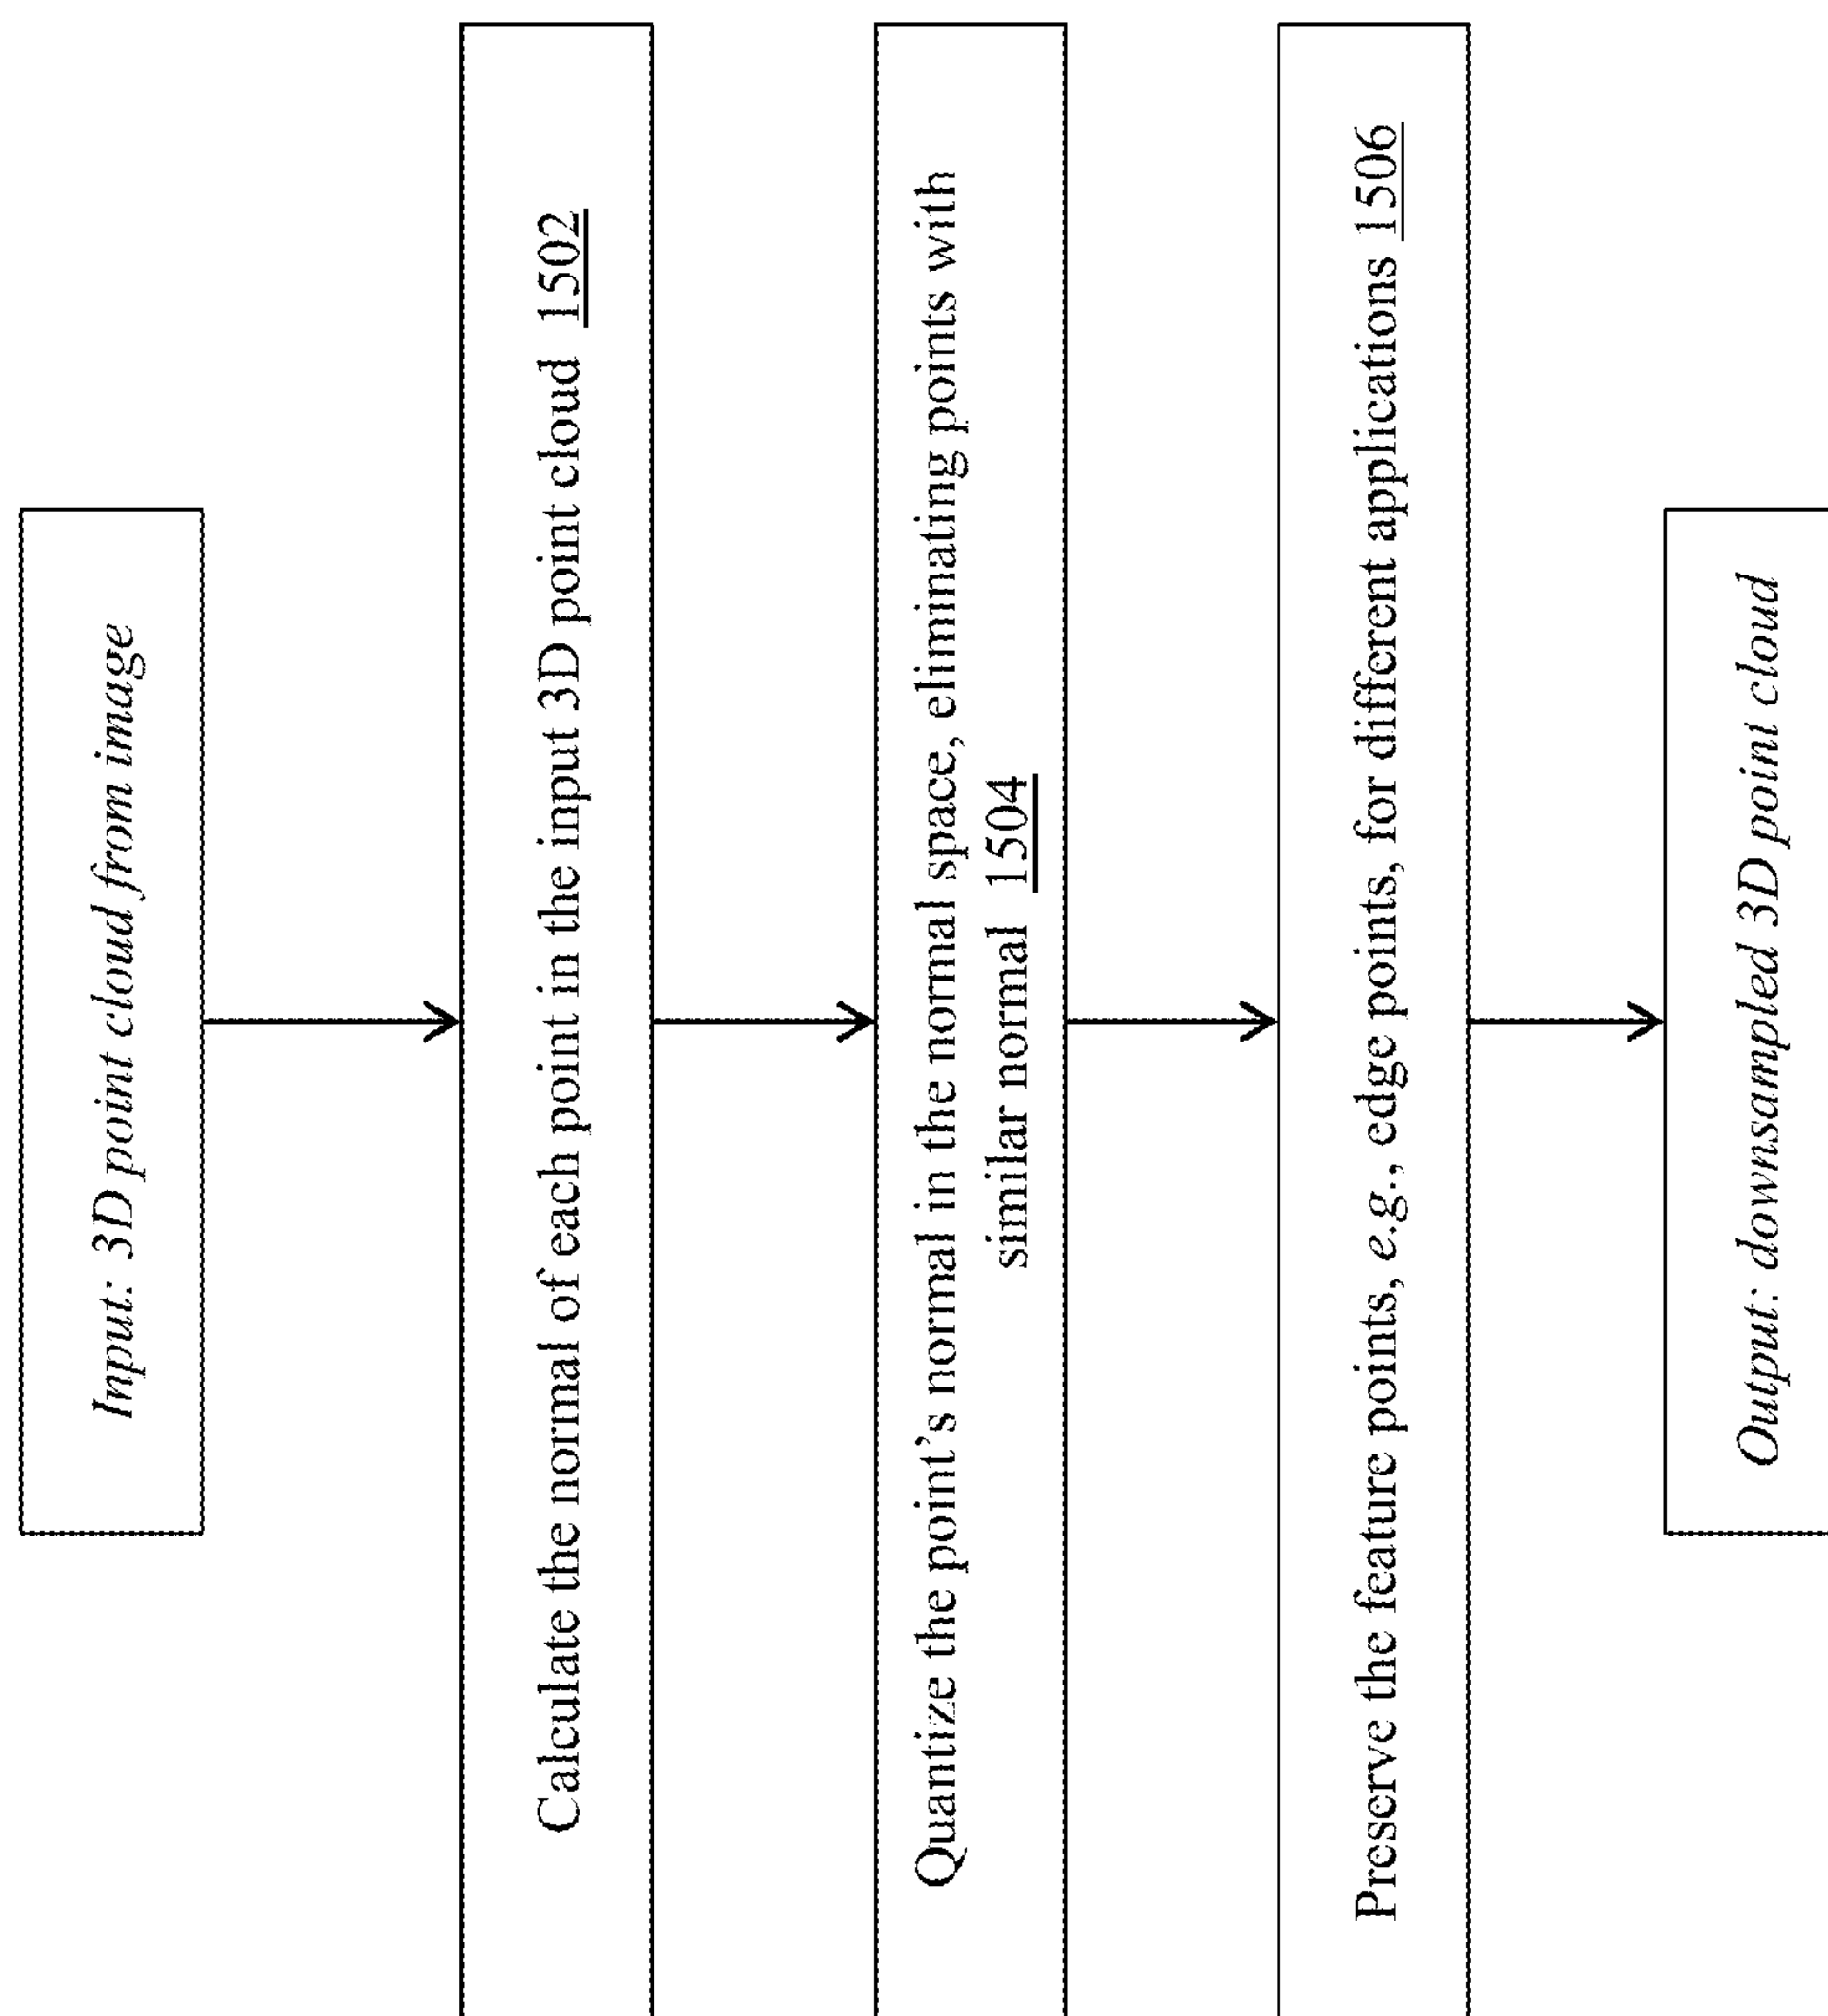 Input: 3D point cloud from image
Calculate the normal of each point in the input 3D point cloud 1502
Quantize the point's normal in the normal space, eliminating points with
similar normal 1504
Preserve the feature points, e.g., edge points, for different applications 1506
Output: downsampled 3D point cloud